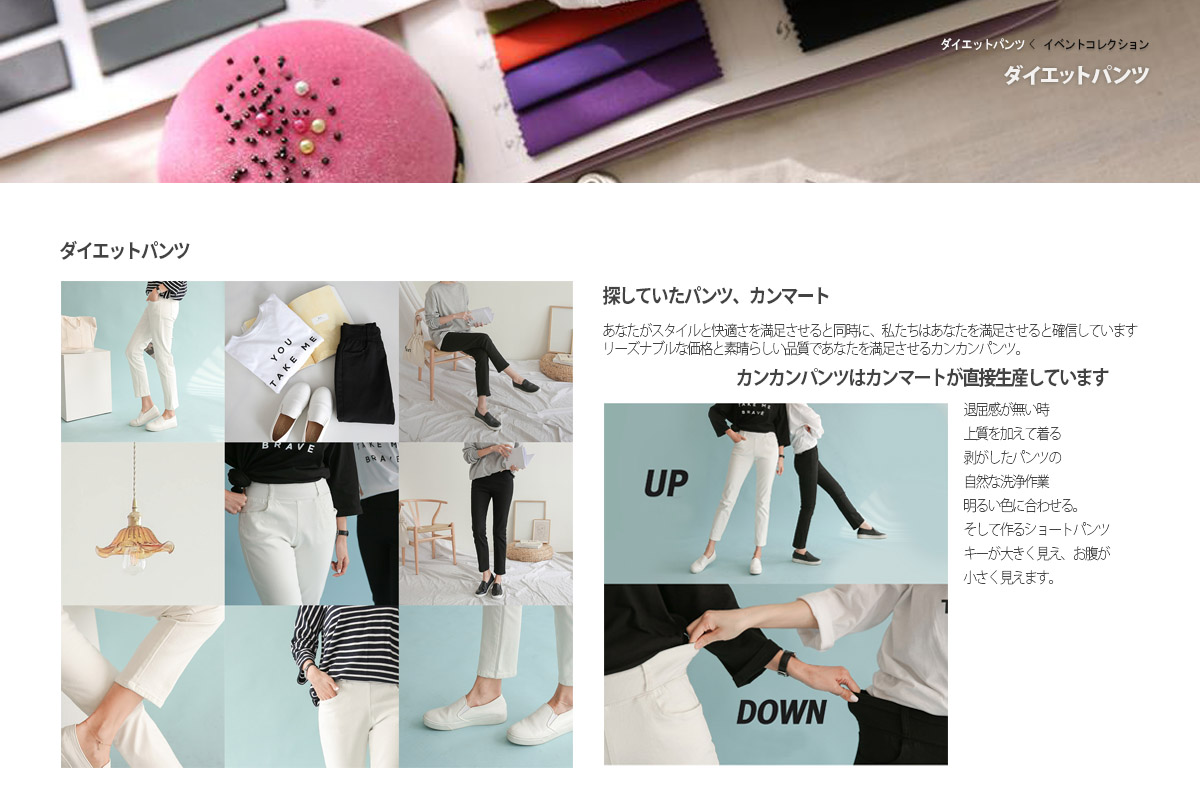 ダイエットパンツ〈 イベントコレクション
ダイエットパンツ
ダイエットパンツ
YOU
TAKE ME
BRAVE
TAKE ME
BRAV
探していたパンツ、カンマート
あなたがスタイルと快適さを満足させると同時に、私たちはあなたを満足させると確信しています
リーズナブルな価格と素晴らしい品質であなたを満足させるカンカンパンツ。
カンカンパンツはカンマートが直接生産しています
TAKE ME
BRAVE
UP
DOWN
退屈感が無い時
上質を加えて着る
剥がしたパンツの
自然な洗浄作業
明るい色に合わせる。
そして作るショートパンツ
キーが大きく見え、お腹が
小さく見えます。